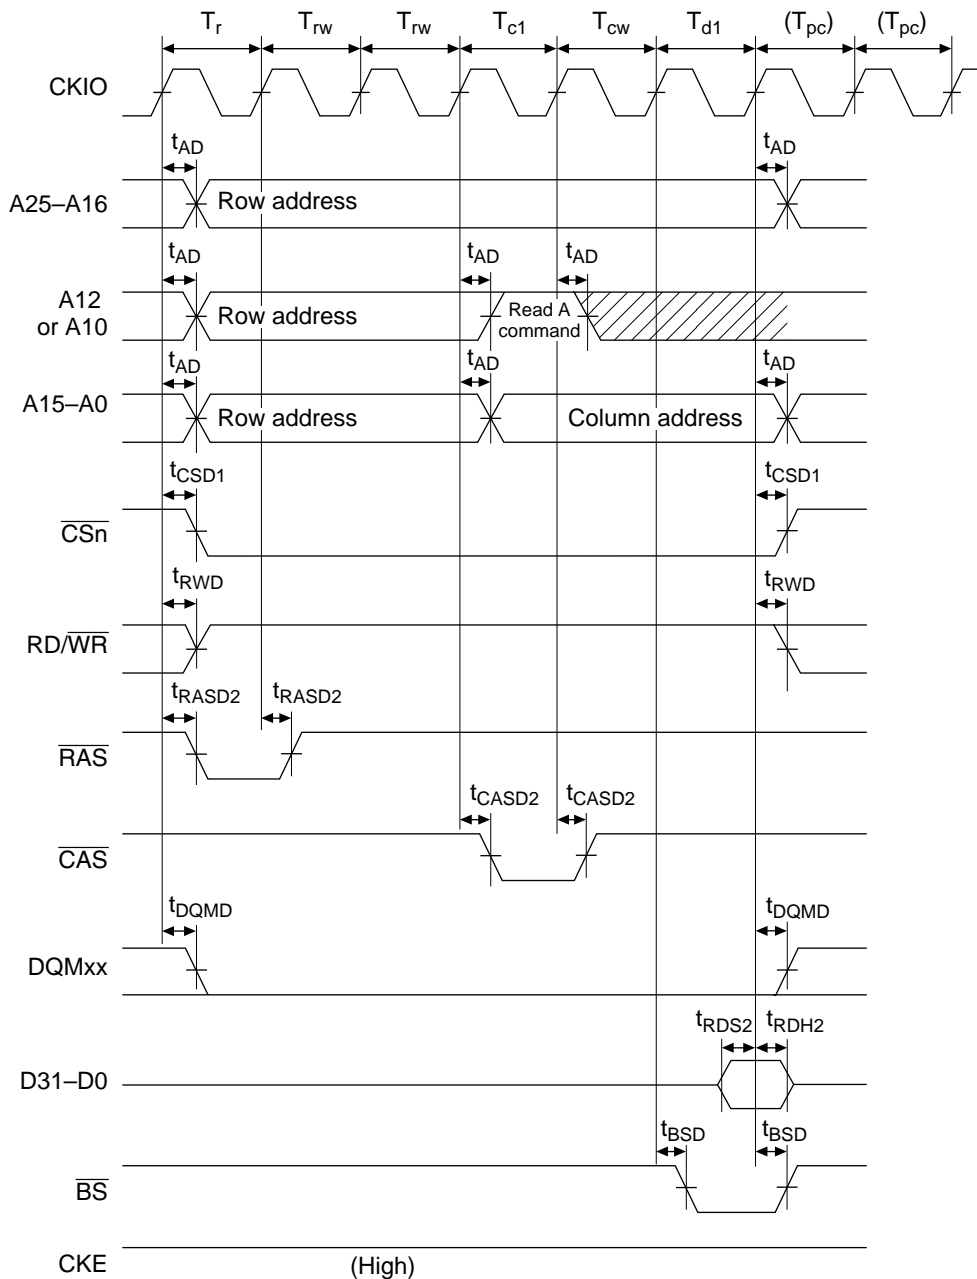 Tr Trw Trw Tc1 Tcw Td1 (Tpc) (Tpc)
CKIO
tAD tAD
A25–A16 Row address
tAD tAD tAD
A12 or A10 Row address Read A command
tAD tAD tAD
A15–A0 Row address Column address
tCSD1 tCSD1
CSn
tRWD tRWD
RD/WR
tRASD2 tRASD2
RAS
tCASD2 tCASD2
CAS
tDQMD tDQMD
DQMxx
tRDS2 tRDH2
D31–D0
tBSD tBSD
BS
CKE (High)